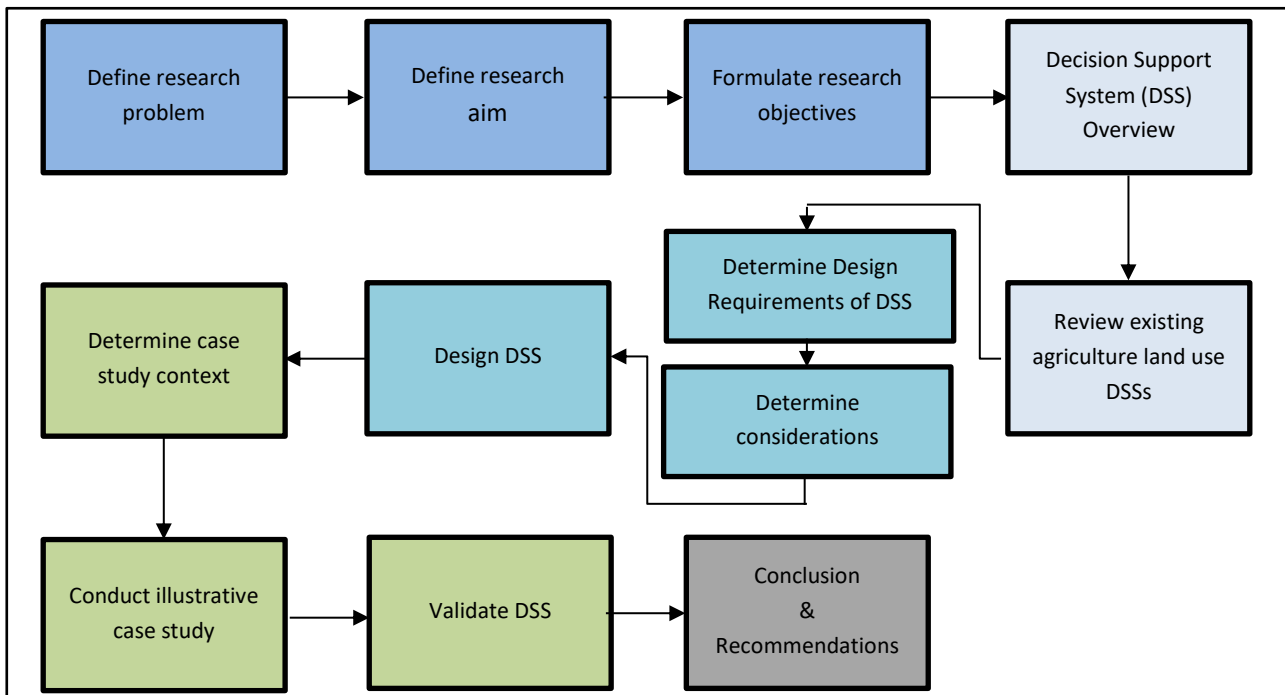 Define research
problem
Define research
aim
Formulate research
objectives
Decision Support
System (DSS)
Overview
Review existing
agriculture land use
DSSs
Determine Design
Requirements of DSS
Determine
considerations
Design DSS
Determine case
study context
Conduct illustrative
case study
Validate DSS
Conclusion
&
Recommendations